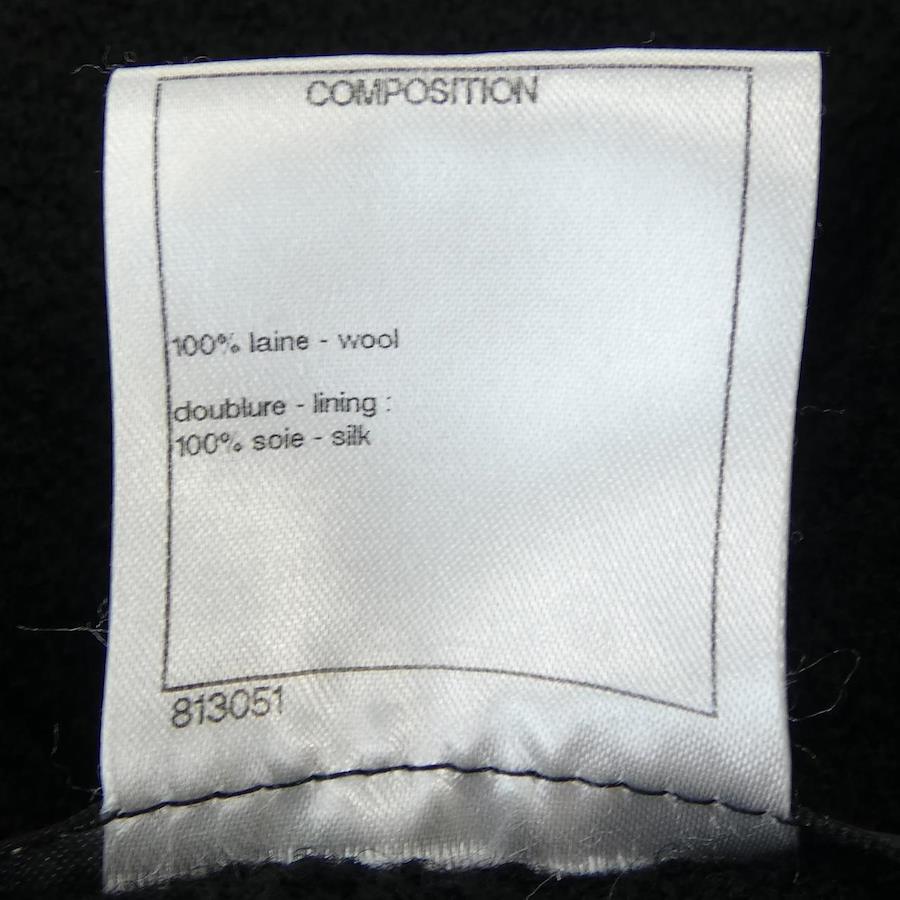 COMPOSITION
100% laine - wool
doublure - lining :
100% soie - silk
813051